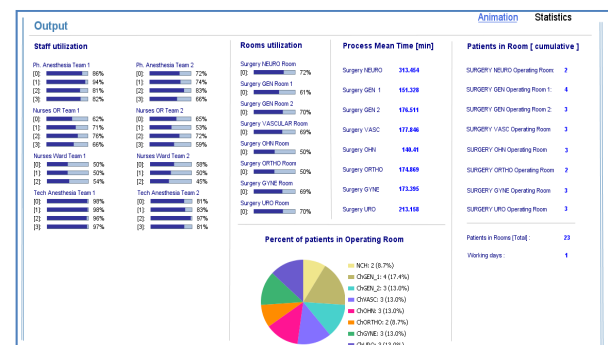 Animation Statistics
Output
Staff utilization
Ph. Anesthesia Team 1
[0]: 86%
[1]: 94%
[2]: 81%
[3]: 82%
Nurses OR Team 1
[0]: 62%
[1]: 71%
[2]: 76%
[3]: 66%
Nurses Ward Team 1
[0]: 50%
[1]: 50%
[2]: 54%
Tech Anesthesia Team 1
[0]: 98%
[1]: 98%
[2]: 96%
[3]: 97%
Ph. Anesthesia Team 2
[0]: 72%
[1]: 74%
[2]: 83%
[3]: 66%
Nurses OR Team 2
[0]: 65%
[1]: 53%
[2]: 72%
[3]: 59%
Nurses Ward Team 2
[0]: 58%
[1]: 50%
[2]: 45%
Tech Anesthesia Team 2
[0]: 81%
[1]: 83%
[2]: 97%
[3]: 81%
Rooms utilization
Surgery NEURO Room
[0]: 72%
Surgery GEN Room 1
[0]: 61%
Surgery GEN Room 2
[0]: 70%
Surgery VASCULAR Room
[0]: 69%
Surgery OHN Room
[0]: 50%
Surgery ORTHO Room
[0]: 50%
Surgery GYNE Room
[0]: 69%
Surgery URO Room
[0]: 70%
Process Mean Time [min]
Surgery NEURO 313.454
Surgery GEN 1 151.328
Surgery GEN 2 176.511
Surgery VASC 177.846
Surgery OHN 140.41
Surgery ORTHO 174.869
Surgery GYNE 173.395
Surgery URO 213.158
Patients in Room [ cumulative ]
SURGERY NEURO Operating Room: 2
SURGERY GEN Operating Room 1: 4
SURGERY GEN Operating Room 2: 3
SURGERY VASC Operating Room 3
SURGERY OHN Operating Room 3
SURGERY ORTHO Operating Room 2
SURGERY GYNE Operating Room 3
SURGERY URO Operating Room 3
Patients in Rooms [Total] : 23
Working days : 1
Percent of patients in Operating Room
NCH: 2 (8.7%)
ChGEN_1: 4 (17.4%)
ChGEN_2: 3 (13.0%)
ChVASC: 3 (13.0%)
ChOHN: 3 (13.0%)
ChORTHO: 2 (8.7%)
ChGYNE: 3 (13.0%)
ChURO: 3 (13.0%)